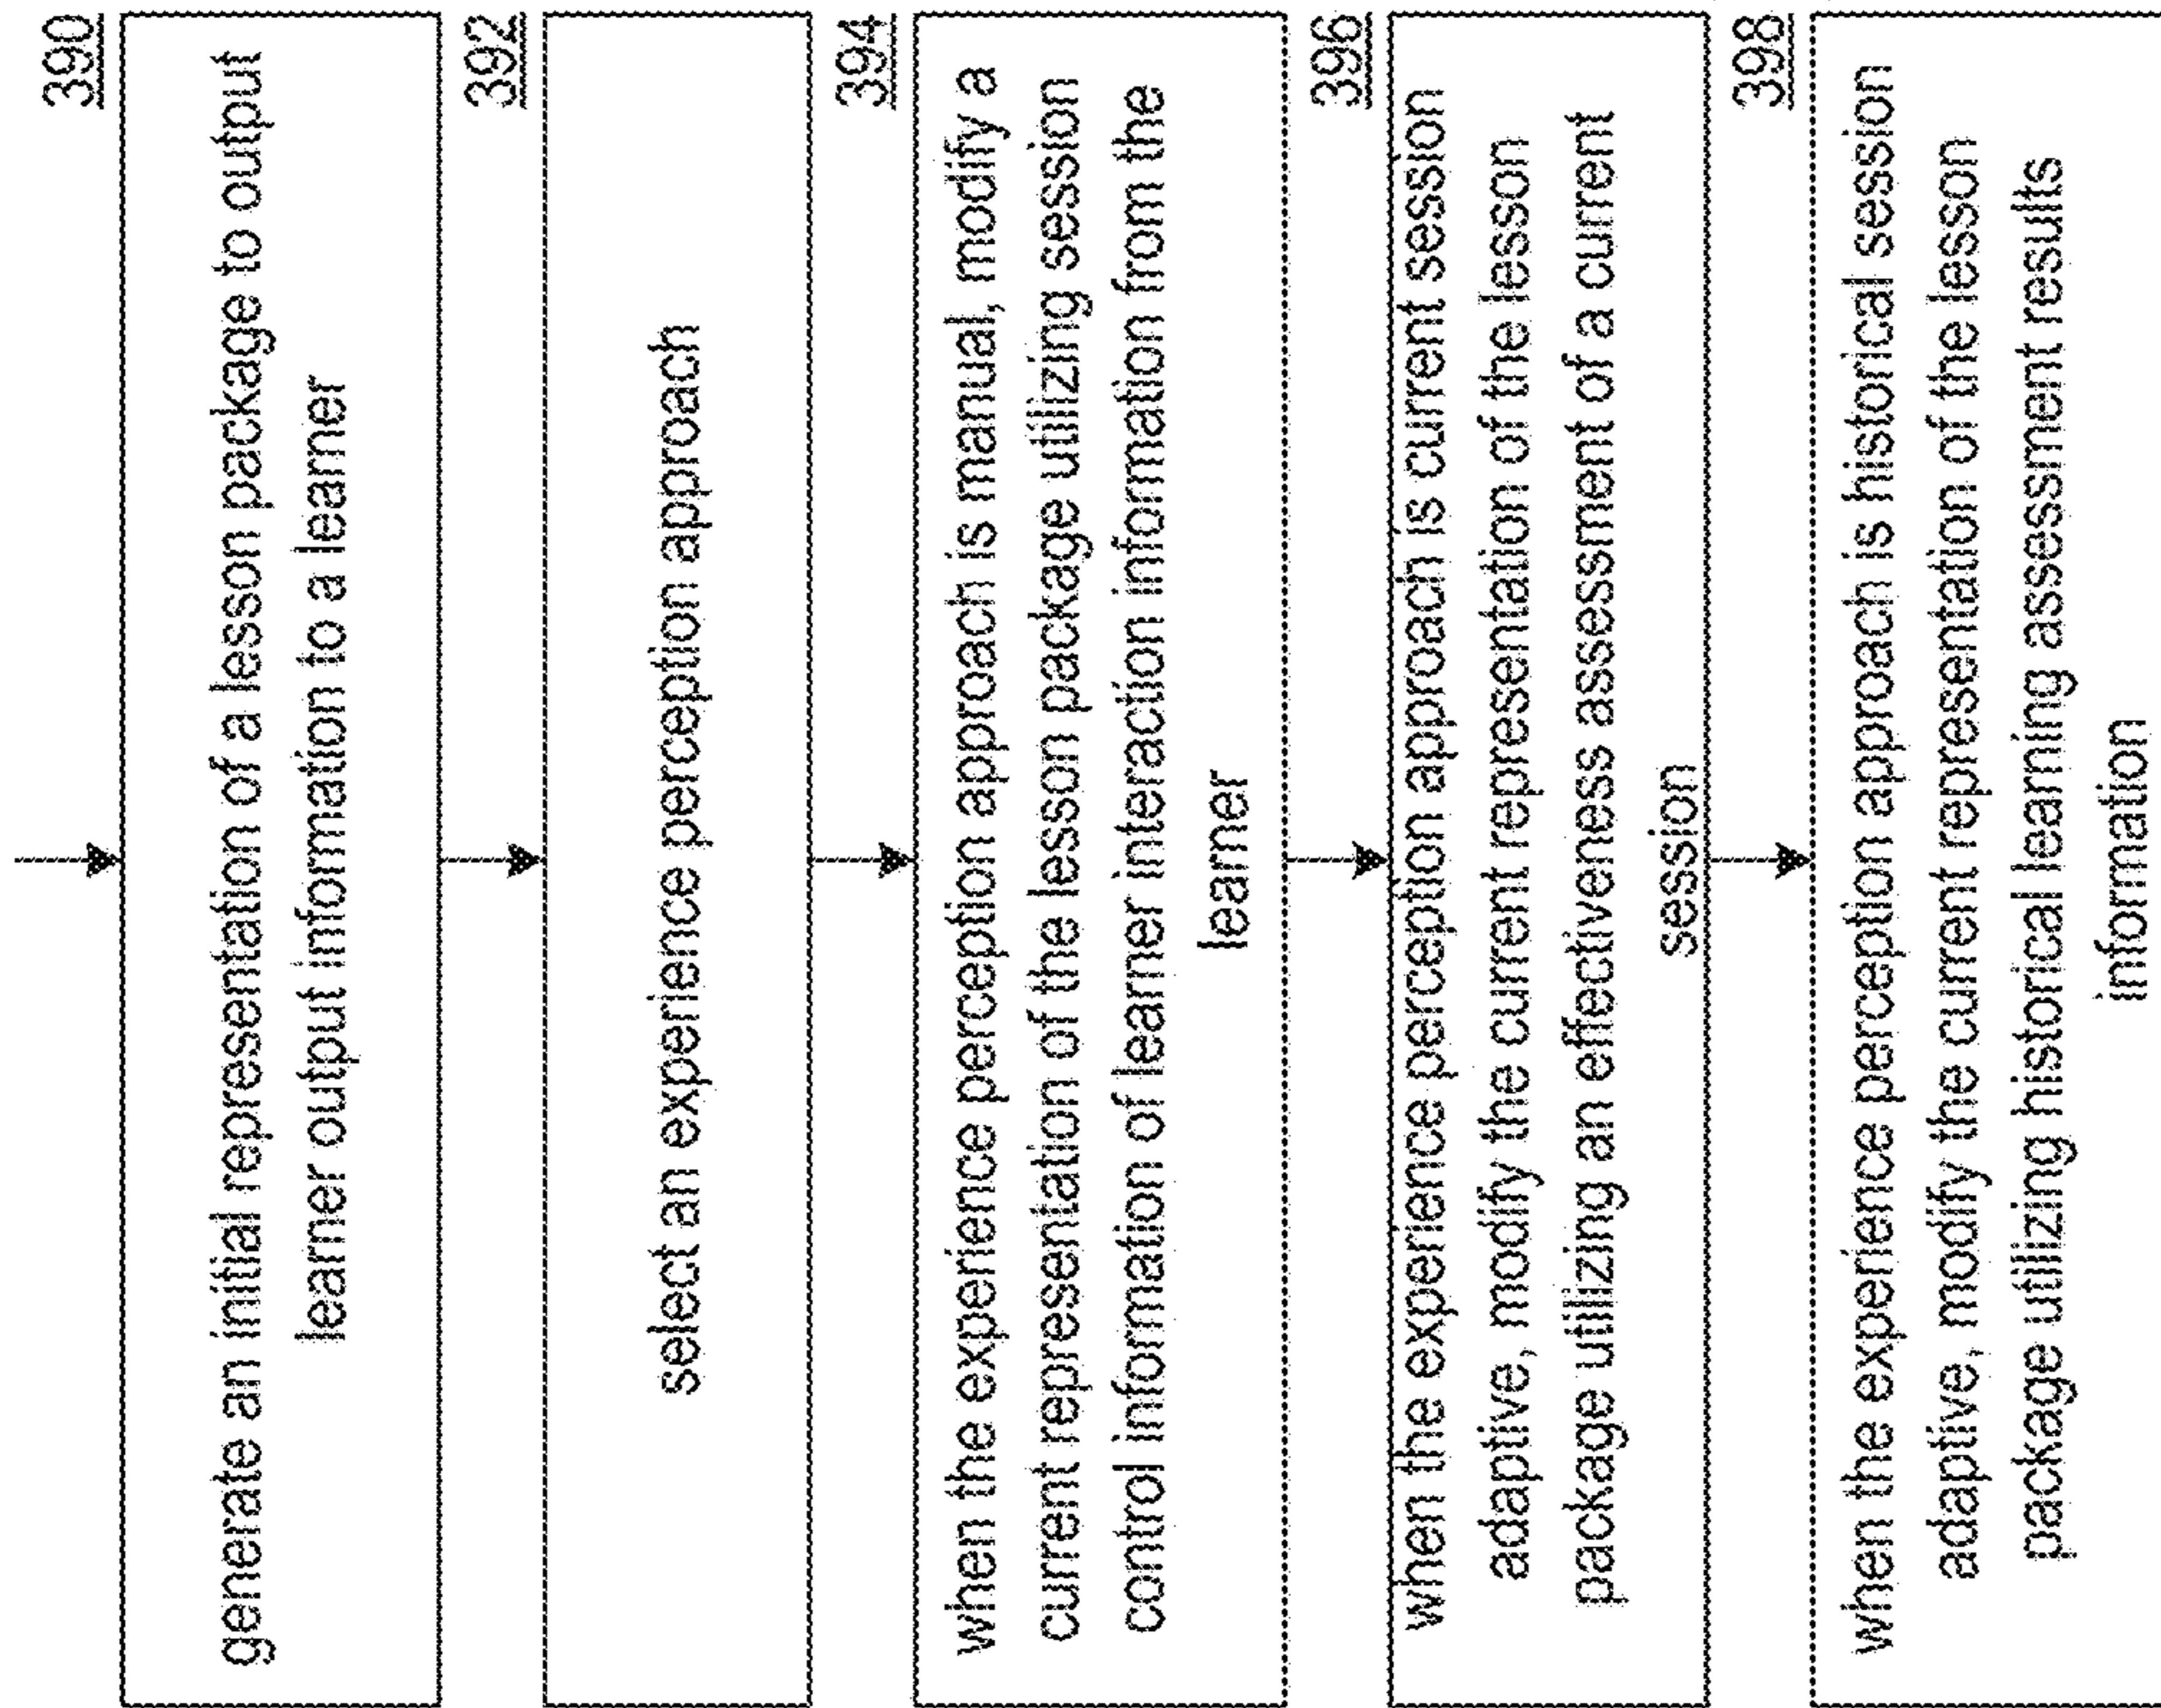 390
generate an initial representation of a lesson package to output
learner output information to a learner
392
select an experience perception approach
394
when the experience perception approach is manual, modify a
current representation of the lesson package utilizing session
control information of learner interaction information from the
learner
396
when the experience perception approach is current session
adaptive, modify the current representation of the lesson
package utilizing an effectiveness assessment of a current
session
398
when the experience perception approach is historical session
adaptive, modify the current representation of the lesson
package utilizing historical learning assessment results
information